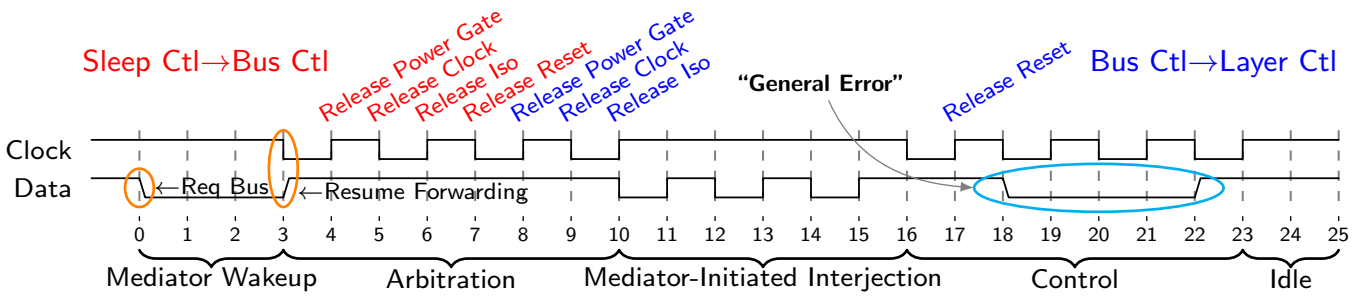 Sleep Ctl→Bus Ctl
Release Power Gate
Release Clock
Release Iso
Release Reset
Release Power Gate
Release Clock
Release Iso
“General Error”
Release Reset
Bus Ctl→Layer Ctl
Clock
Data
←Req Bus
←Resume Forwarding
0 1 2 3 4 5 6 7 8 9 10 11 12 13 14 15 16 17 18 19 20 21 22 23 24 25
Mediator Wakeup
Arbitration
Mediator-Initiated Interjection
Control
Idle